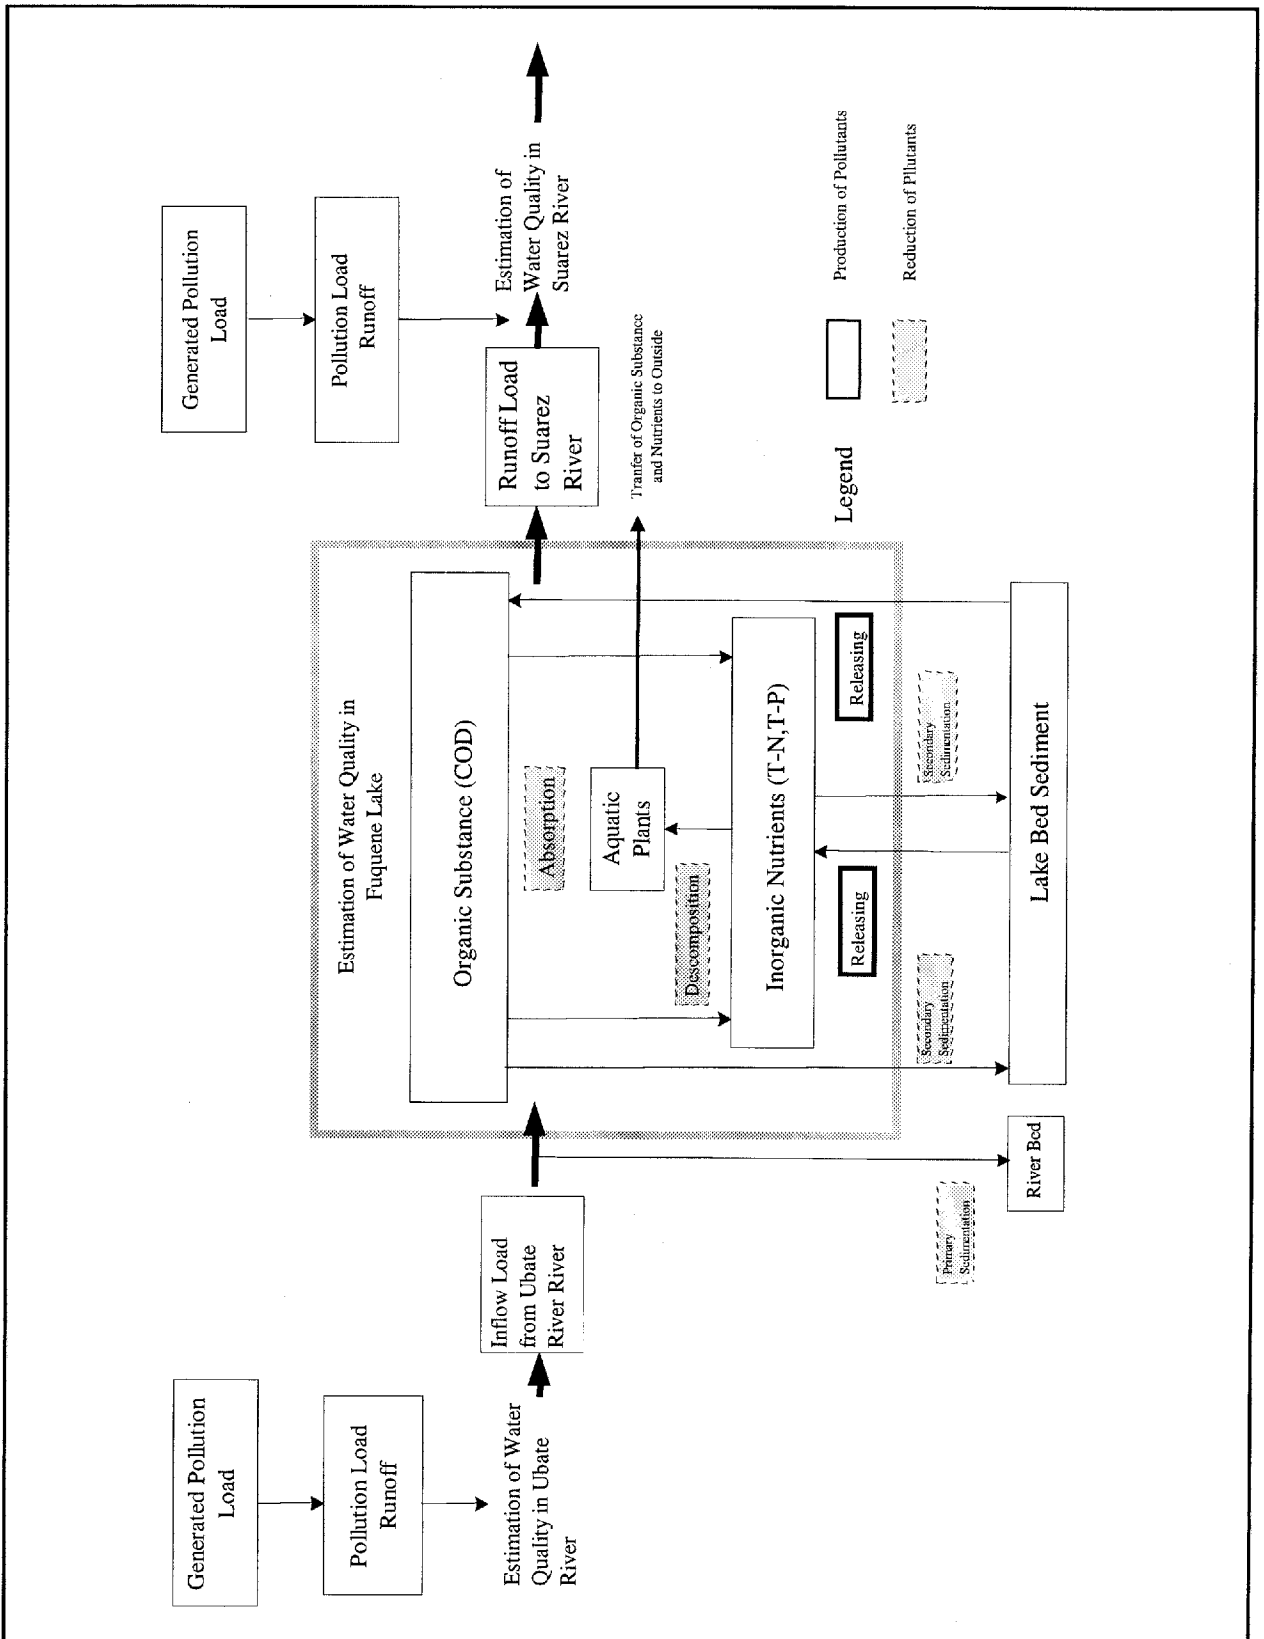 Generated Pollution
Load
Pollution Load
Runoff
Estimation of Water
Quality in Ubate
River
Inflow Load
from Ubate
River River
Primary
Sedimentation
River Bed
Estimation of Water Quality in
Fuquene Lake
Organic Substance (COD)
Absorption
Aquatic
Plants
Descomposition
Inorganic Nutrients (T-N,T-P)
Releasing
Releasing
Secondary
Sedimentation
Secondary
Sedimentation
Lake Bed Sediment
Generated Pollution
Load
Pollution Load
Runoff
Estimation of
Water Quality in
Suarez River
Runoff Load
to Suarez
River
Tranfer of Organic Substance
and Nutrients to Outside
Legend
Production of Pollutants
Reduction of Pllutants